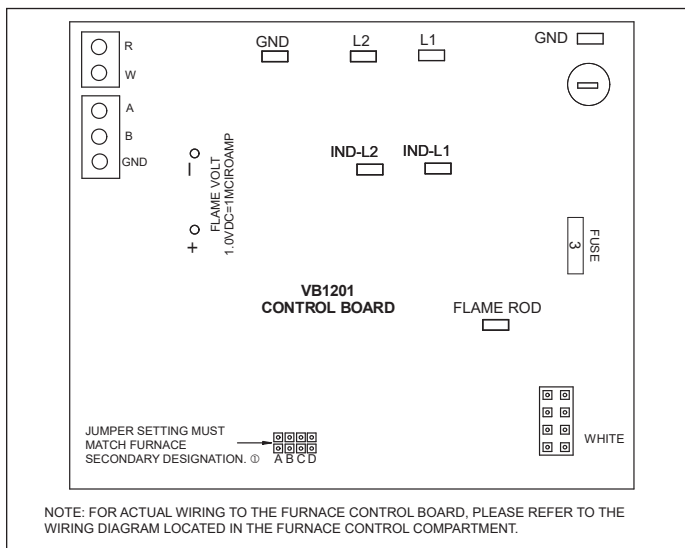 R
W
A
B
GND
GND
L2
L1
GND
IND-L2
IND-L1
–
+
FLAME VOLT
1.0VDC=1MCIROAMP
3
FUSE
VB1201
CONTROL BOARD
FLAME ROD
WHITE
JUMPER SETTING MUST
MATCH FURNACE
SECONDARY DESIGNATION. ①
A B C D
NOTE: FOR ACTUAL WIRING TO THE FURNACE CONTROL BOARD, PLEASE REFER TO THE
WIRING DIAGRAM LOCATED IN THE FURNACE CONTROL COMPARTMENT.